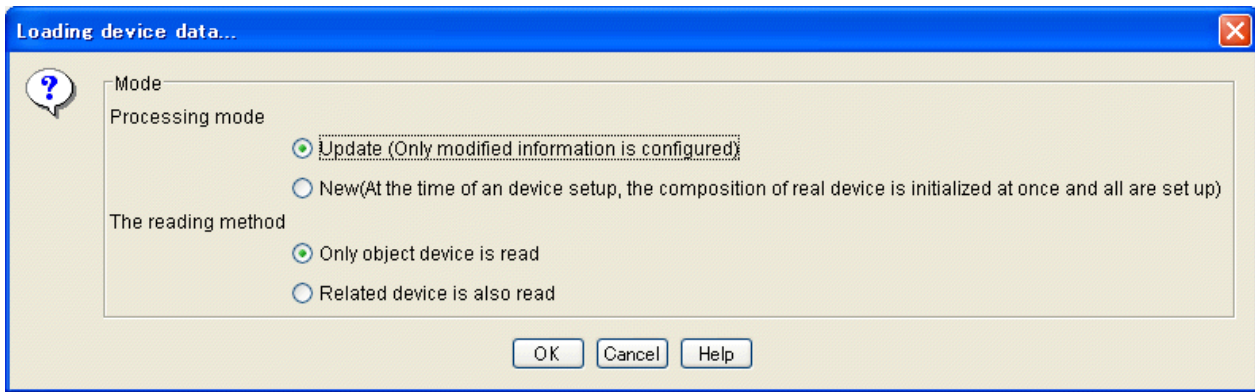 Loading device data...
Mode
Processing mode
Update (Only modified information is configured)
New(At the time of an device setup, the composition of real device is initialized at once and all are set up)
The reading method
Only object device is read
Related device is also read
OK Cancel Help